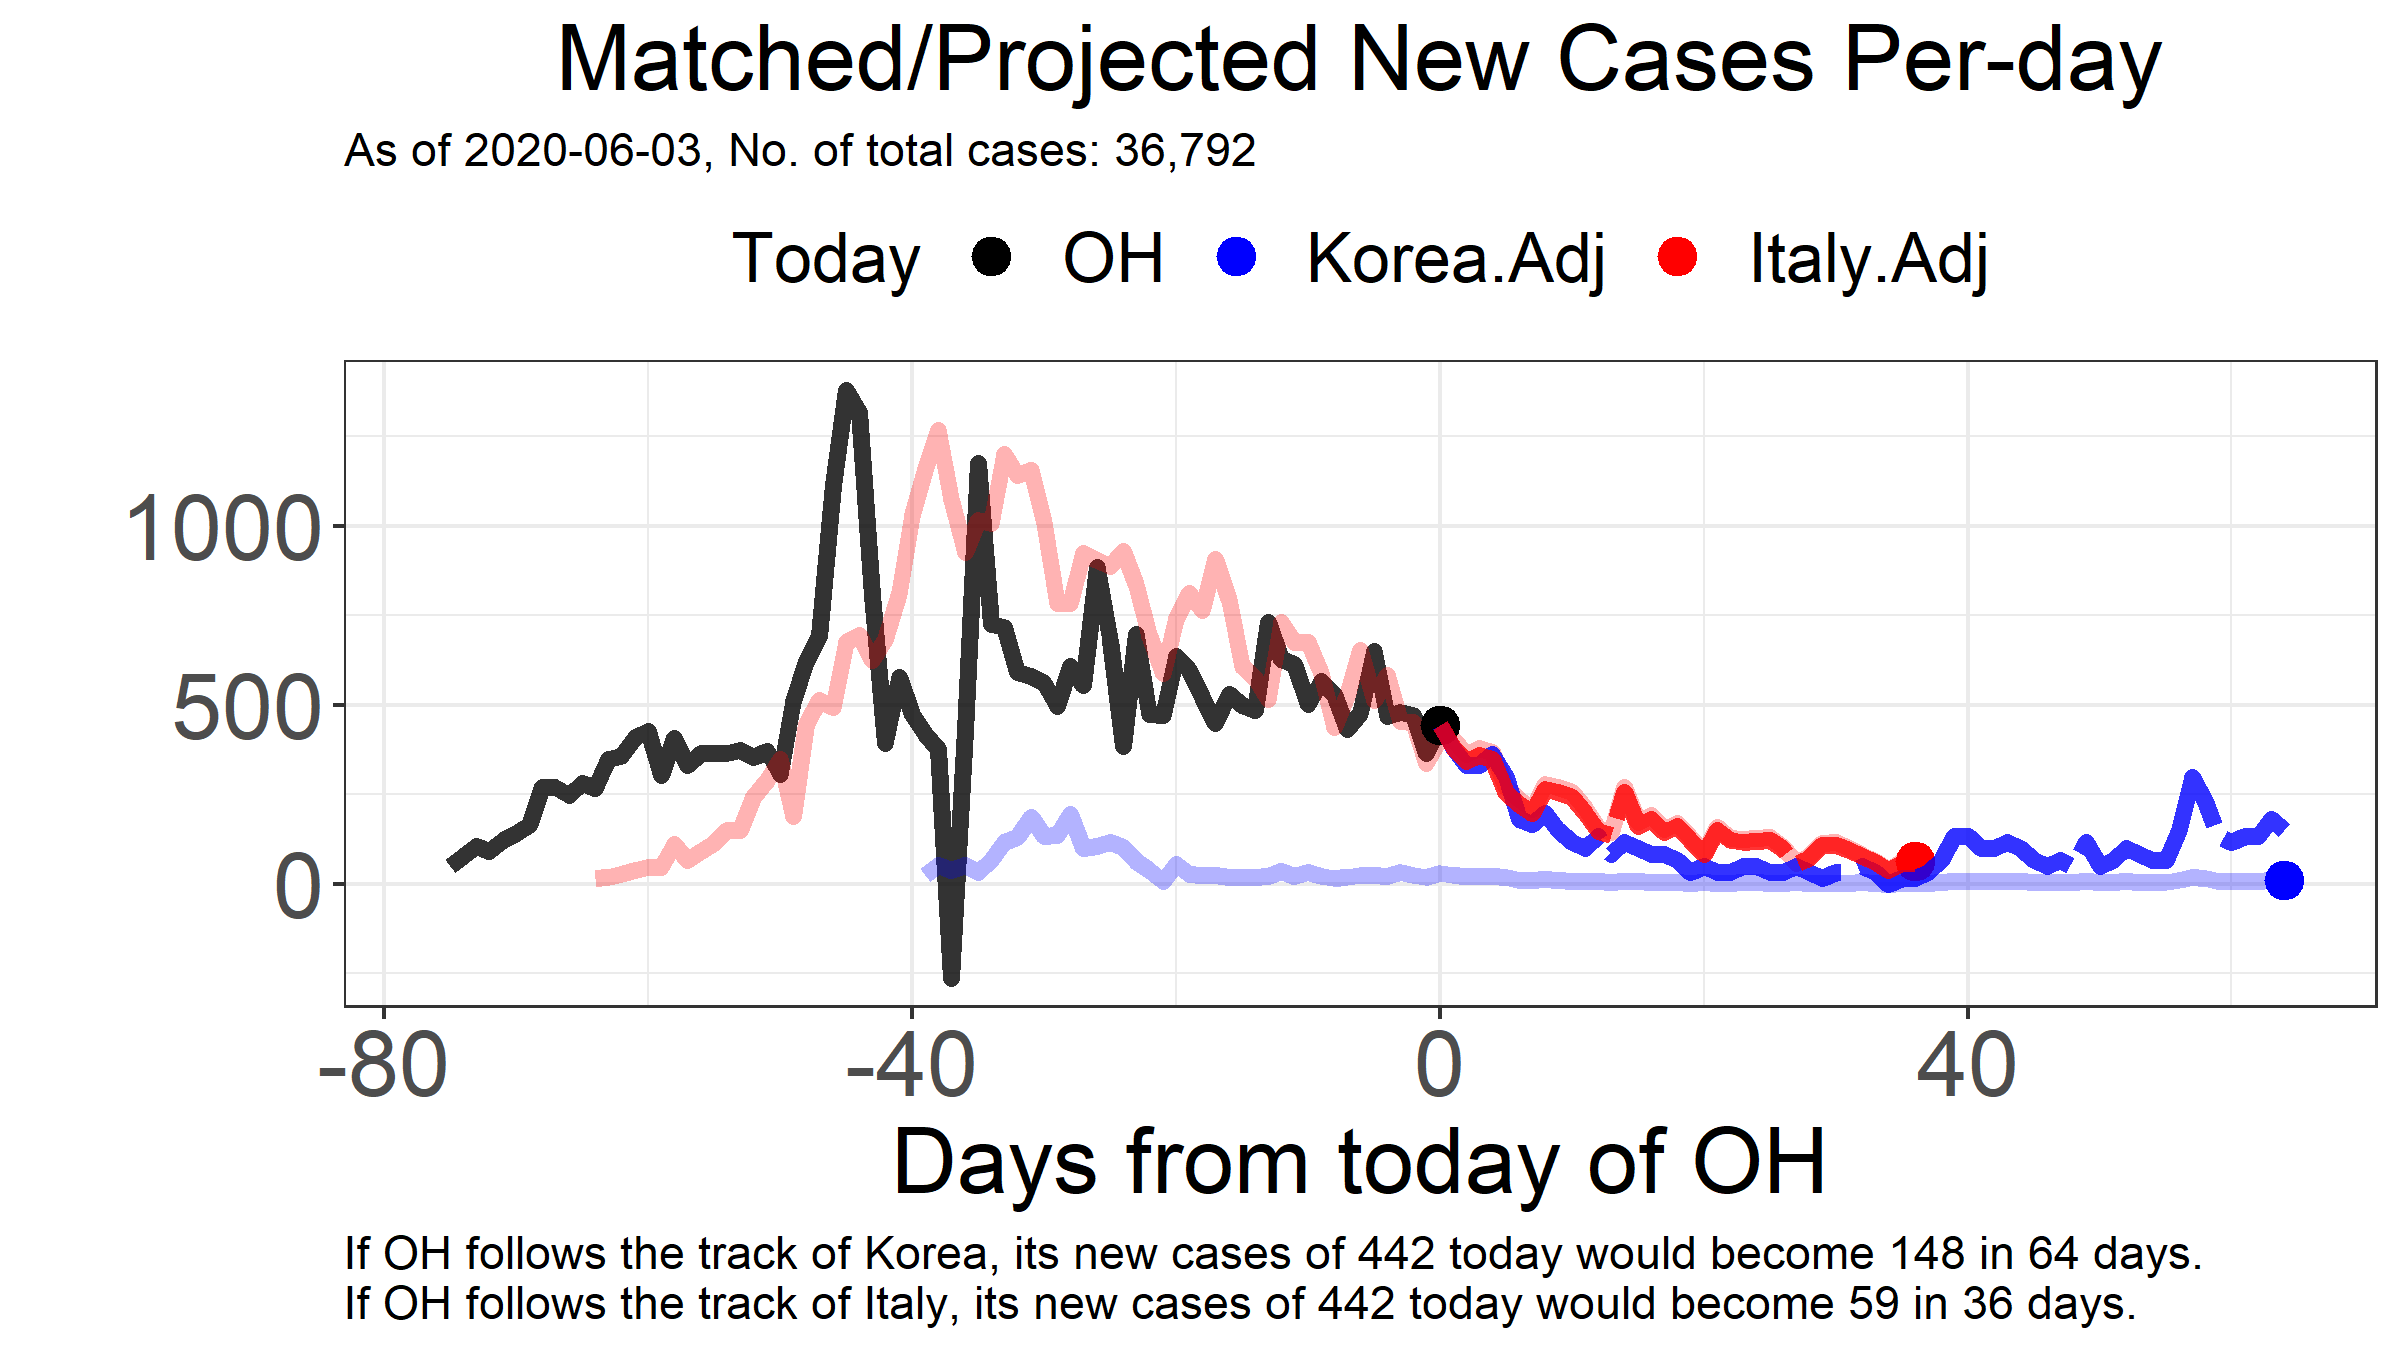 Matched/Projected New Cases Per-day
As of 2020-06-03, No. of total cases: 36,792
Today OH Korea.Adj Italy.Adj
1000
500
0
-80 -40 0 40
Days from today of OH
If OH follows the track of Korea, its new cases of 442 today would become 148 in 64 days.
If OH follows the track of Italy, its new cases of 442 today would become 59 in 36 days.